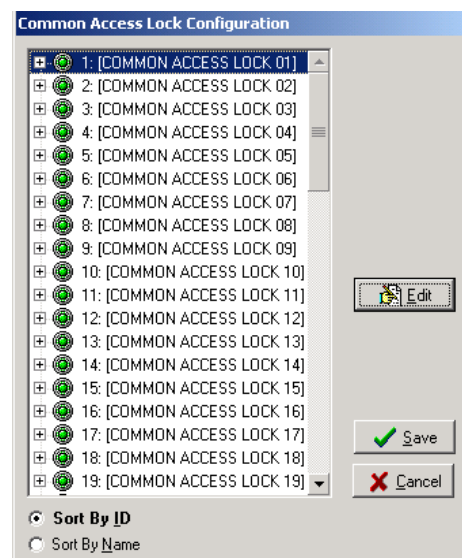 Common Access Lock Configuration
1: [COMMON ACCESS LOCK 01]
2: [COMMON ACCESS LOCK 02]
3: [COMMON ACCESS LOCK 03]
4: [COMMON ACCESS LOCK 04]
5: [COMMON ACCESS LOCK 05]
6: [COMMON ACCESS LOCK 06]
7: [COMMON ACCESS LOCK 07]
8: [COMMON ACCESS LOCK 08]
9: [COMMON ACCESS LOCK 09]
10: [COMMON ACCESS LOCK 10]
11: [COMMON ACCESS LOCK 11]
12: [COMMON ACCESS LOCK 12]
13: [COMMON ACCESS LOCK 13]
14: [COMMON ACCESS LOCK 14]
15: [COMMON ACCESS LOCK 15]
16: [COMMON ACCESS LOCK 16]
17: [COMMON ACCESS LOCK 17]
18: [COMMON ACCESS LOCK 18]
19: [COMMON ACCESS LOCK 19]
Edit
Save
Cancel
Sort By ID
Sort By Name